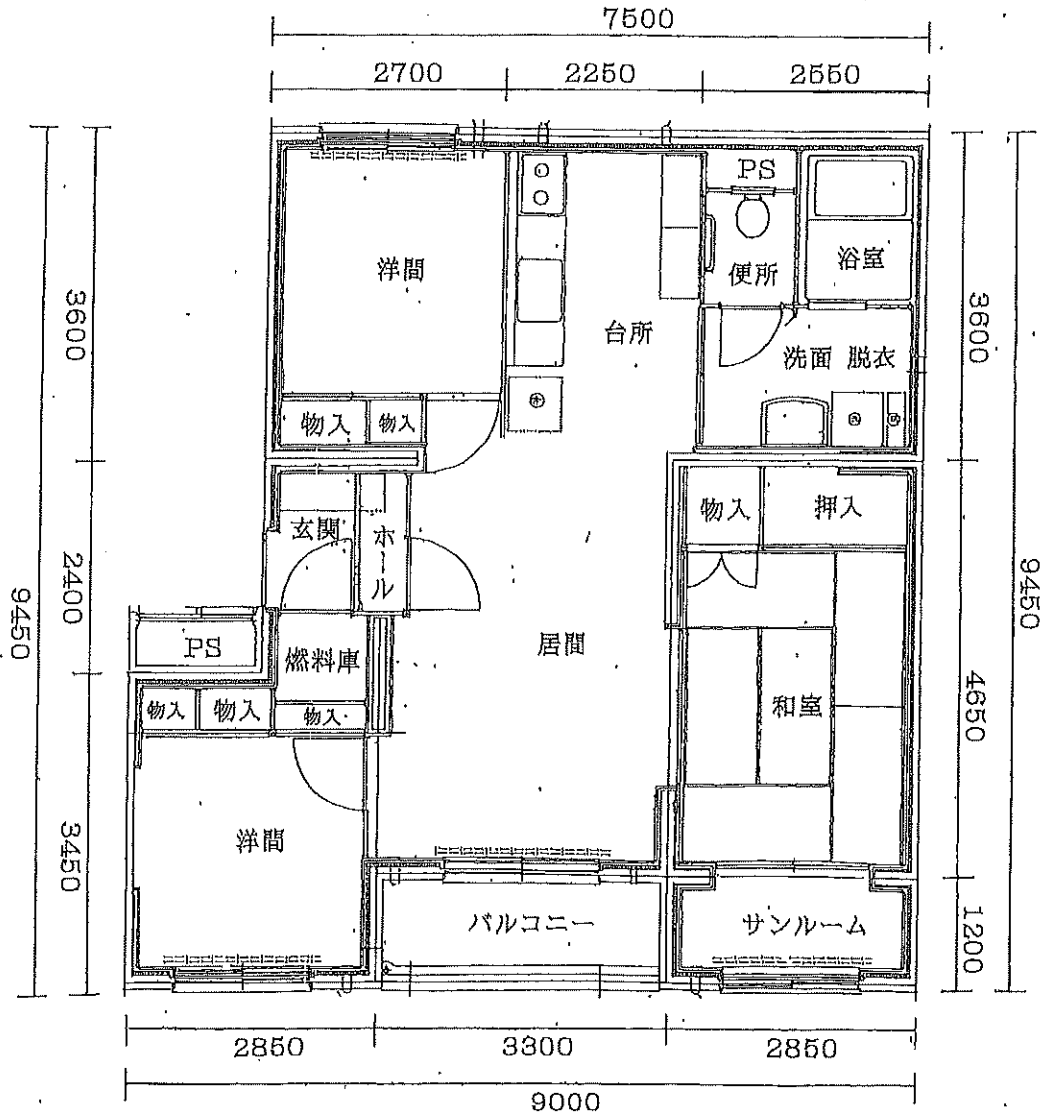 7500
2700 2250 2550
PS
洋間
便所
浴室
台所
洗面 脱衣
3600
3600
物入 物入
物入 押入
玄関
ホール
2400
9450
9450
PS
燃料庫
居間
4650
物入 物入 物入
和室
洋間
3450
バルコニー
サンルーム
1200
2850 3300 2850
9000